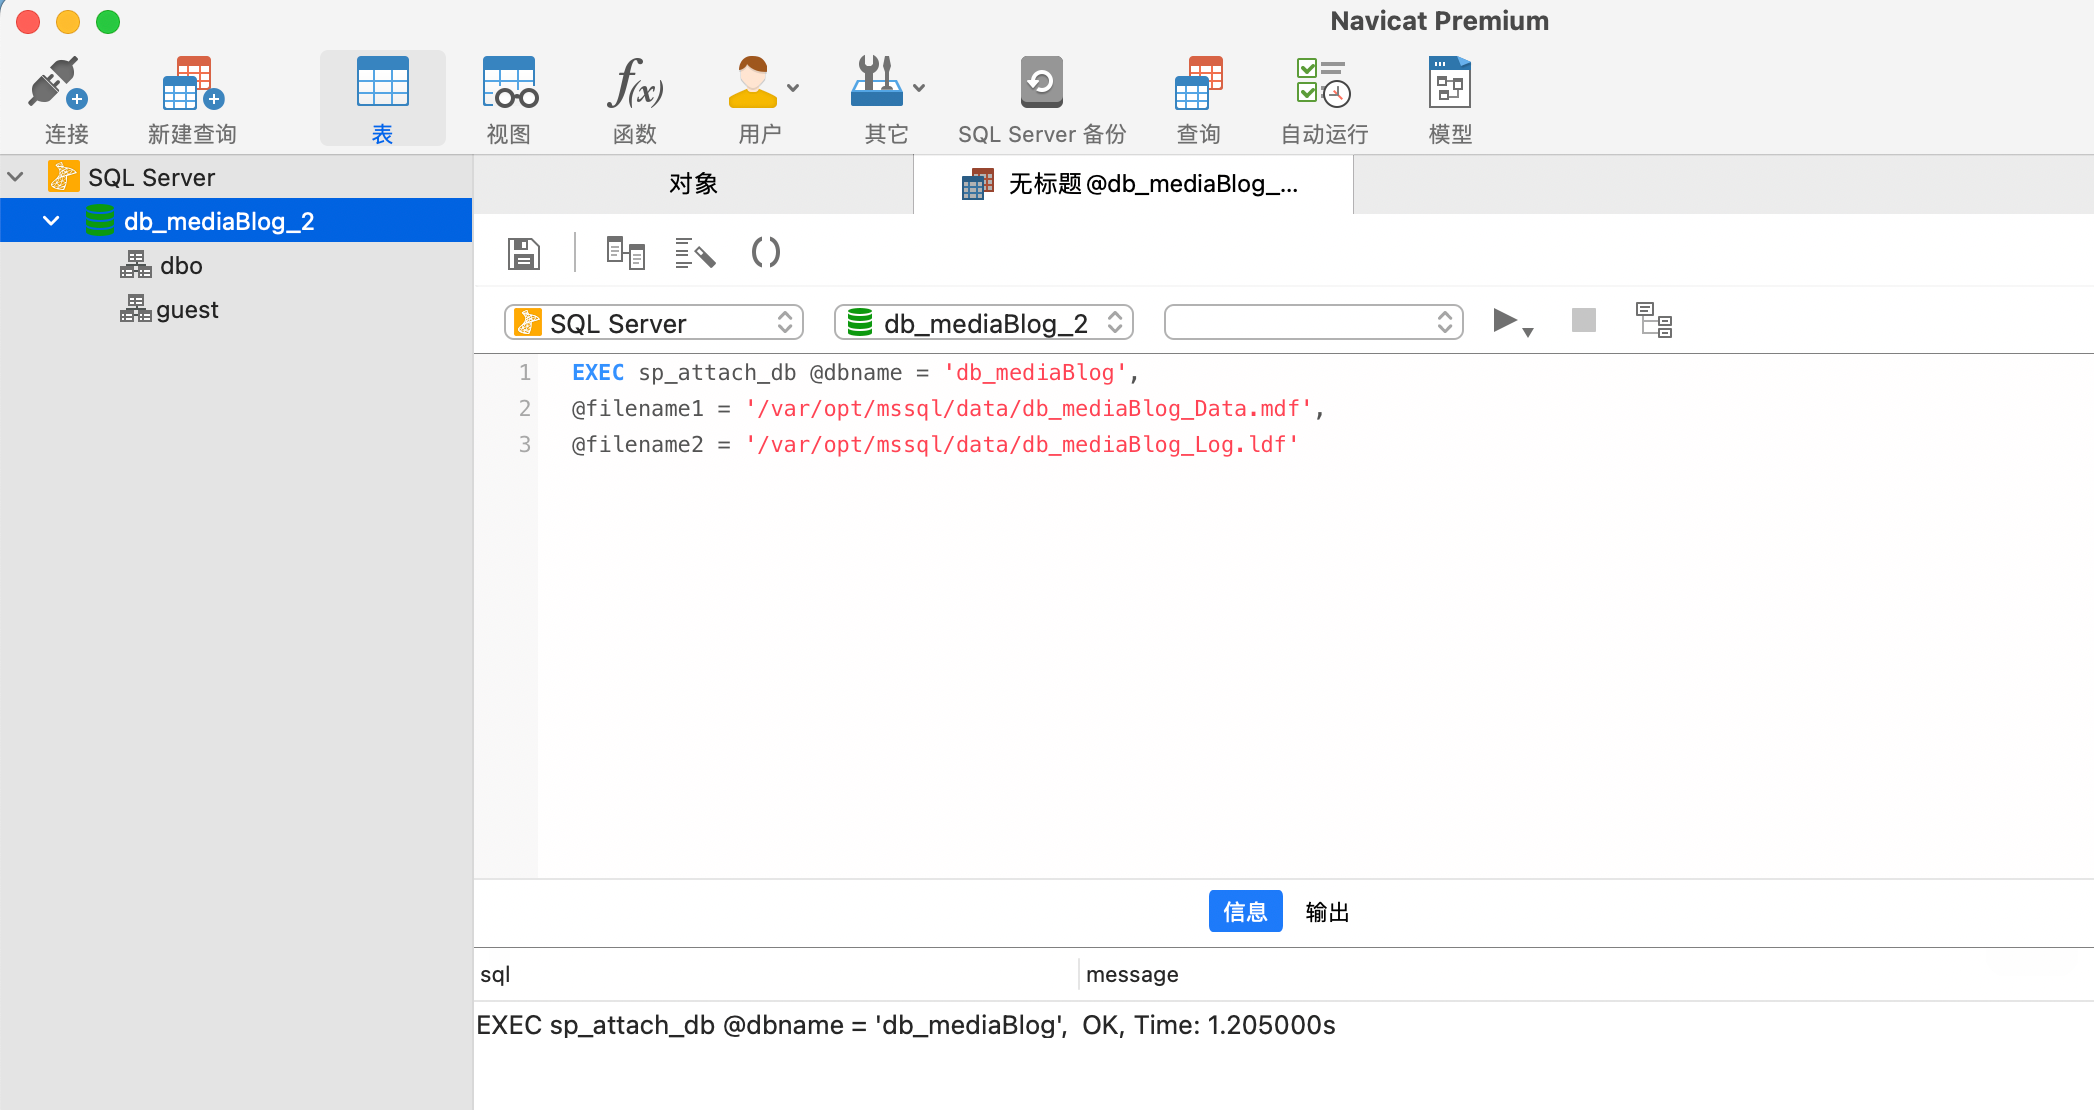 Navicat Premium
连接
新建查询
表
视图
函数
用户
其它
SQL Server 备份
查询
自动运行
模型
SQL Server
db_mediaBlog_2
dbo
guest
对象
无标题@db_mediaBlog_...
SQL Server
db_mediaBlog_2
1 EXEC sp_attach_db @dbname = 'db_mediaBlog',
2 @filename1 = '/var/opt/mssql/data/db_mediaBlog_Data.mdf',
3 @filename2 = '/var/opt/mssql/data/db_mediaBlog_Log.ldf'
信息
输出
sql
message
EXEC sp_attach_db @dbname = 'db_mediaBlog', OK, Time: 1.205000s